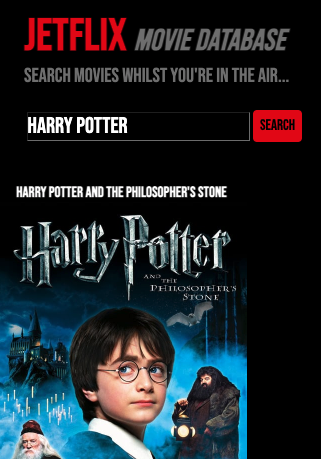 JETFLIX MOVIE DATABASE
SEARCH MOVIES WHILST YOU'RE IN THE AIR...
HARRY POTTER SEARCH
HARRY POTTER AND THE PHILOSOPHER'S STONE
Harry Potter
AND THE
PHILOSOPHER'S
STONE